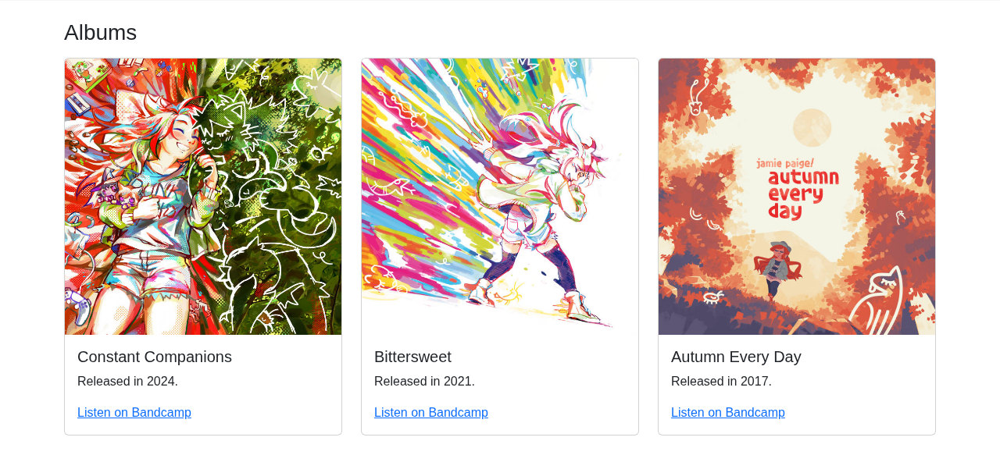 Albums
jamie paige/
autumn
every
day
Constant Companions
Released in 2024.
Listen on Bandcamp
Bittersweet
Released in 2021.
Listen on Bandcamp
Autumn Every Day
Released in 2017.
Listen on Bandcamp